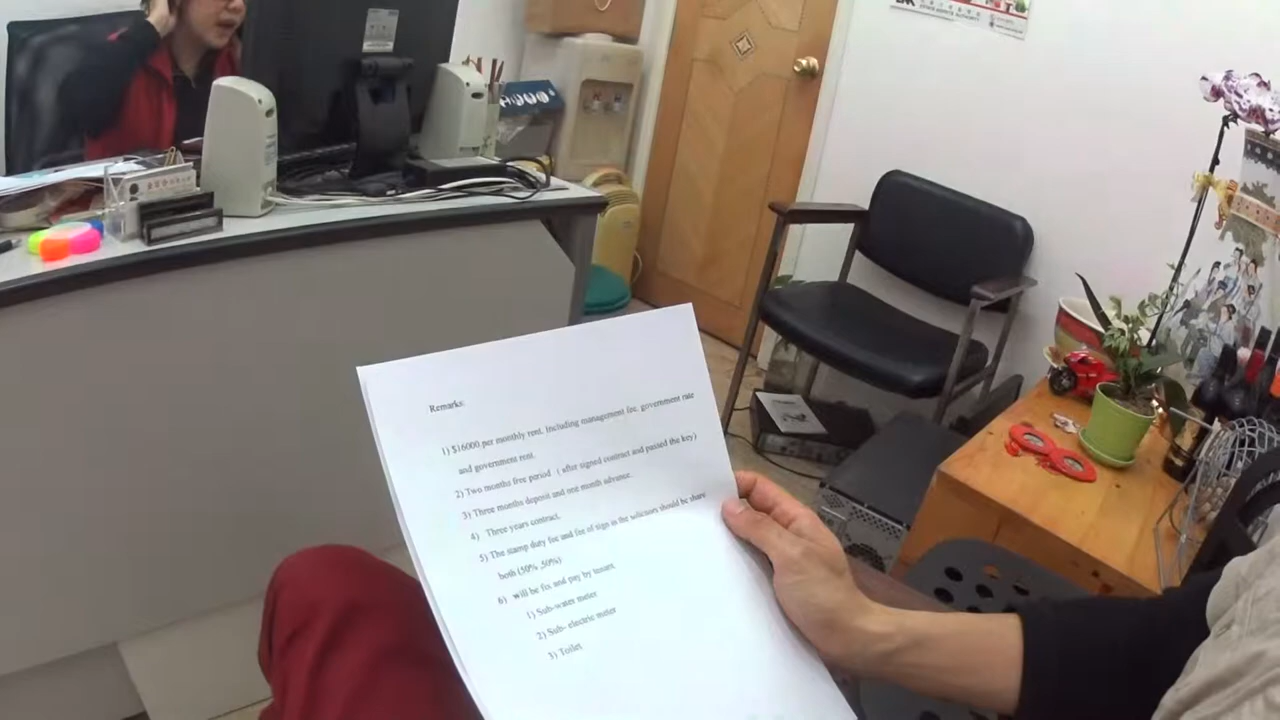 Remarks:
1) $16000 per monthly rent. Including management fee, government rate
and government rent.
2) Two months free period ( after signed contract and passed the key)
3) Three months deposit and one month advance.
4) Three years contract.
5) The stamp duty fee and fee of sign in the solicitors should be share
both (50% ,50%)
6) will be fix and pay by tenant
1) Sub-water meter
2) Sub- electric meter
3) Toilet